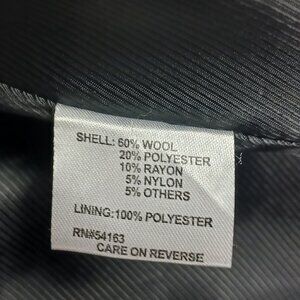 SHELL: 60% WOOL
20% POLYESTER
10% RAYON
5% NYLON
5% OTHERS
LINING: 100% POLYESTER
RN#54163
CARE ON REVERSE